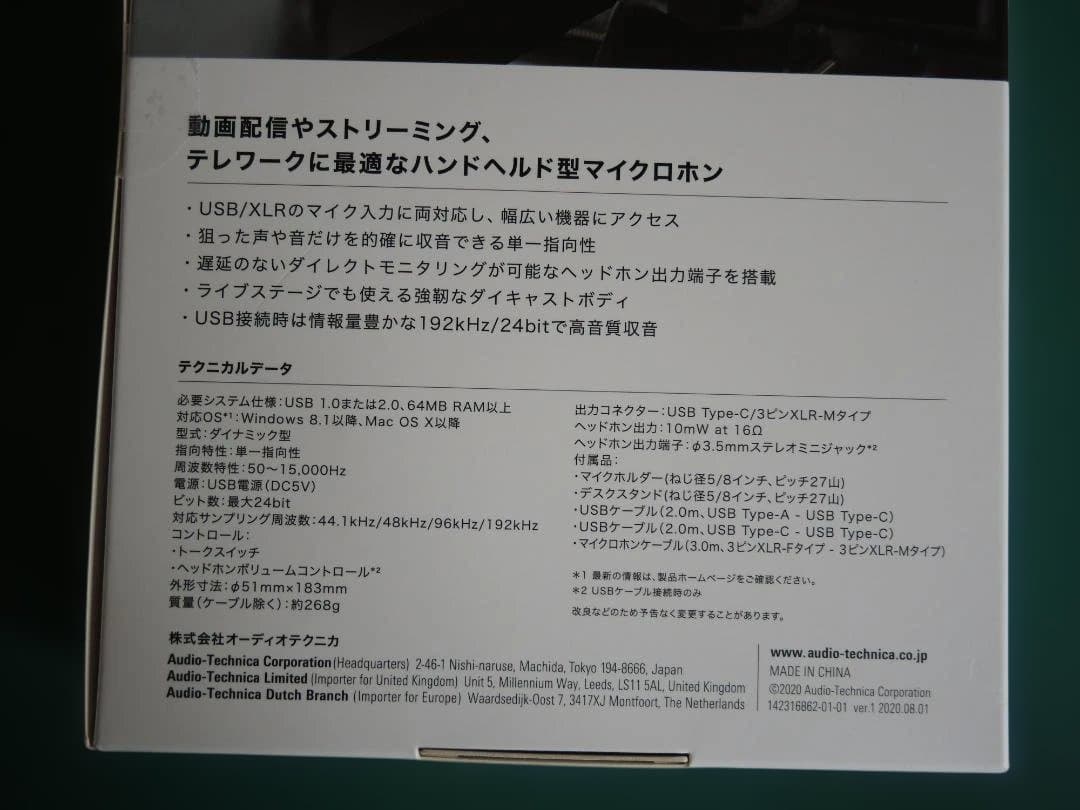 動画配信やストリーミング、
テレワークに最適なハンドヘルド型マイクロホン
・USB/XLRのマイク入力に両対応し、幅広い機器にアクセス
・狙った声や音だけを的確に収音できる単一指向性
・遅延のないダイレクトモニタリングが可能なヘッドホン出力端子を搭載
・ライブステージでも使える強靭なダイキャストボディ
・USB接続時は情報量豊かな192kHz/24bitで高音質収音
テクニカルデータ
必要システム仕様：USB 1.0または2.0、64MB RAM以上
対応OS*1：Windows 8.1以降、Mac OS X以降
型式：ダイナミック型
指向特性：単一指向性
周波数特性：50～15,000Hz
電源：USB電源（DC5V）
ビット数：最大24bit
対応サンプリング周波数：44.1kHz/48kHz/96kHz/192kHz
コントロール：
・トークスイッチ
・ヘッドホンボリュームコントロール*2
外形寸法：φ51mm×183mm
質量（ケーブル除く）：約268g
出力コネクター：USB Type-C/3ピンXLR-Mタイプ
ヘッドホン出力：10mW at 16Ω
ヘッドホン出力端子：φ3.5mmステレオミニジャック*2
付属品：
・マイクホルダー（ねじ径5/8インチ、ピッチ27山）
・デスクスタンド（ねじ径5/8インチ、ピッチ27山）
・USBケーブル（2.0m、USB Type-A - USB Type-C）
・USBケーブル（2.0m、USB Type-C - USB Type-C）
・マイクロホンケーブル（3.0m、3ピンXLR-Fタイプ - 3ピンXLR-Mタイプ）
*1 最新の情報は、製品ホームページをご確認ください。
*2 USBケーブル接続時のみ
改良などのため予告なく変更することがあります。
株式会社オーディオテクニカ
Audio-Technica Corporation (Headquarters) 2-46-1 Nishi-naruse, Machida, Tokyo 194-8666, Japan
Audio-Technica Limited (Importer for United Kingdom) Unit 5, Millennium Way, Leeds, LS11 5AL, United Kingdom
Audio-Technica Dutch Branch (Importer for Europe) Waardsedijk-Oost 7, 3417XJ Montfoort, The Netherlands
www.audio-technica.co.jp
MADE IN CHINA
©2020 Audio-Technica Corporation
142316862-01-01 ver.1 2020.08.01